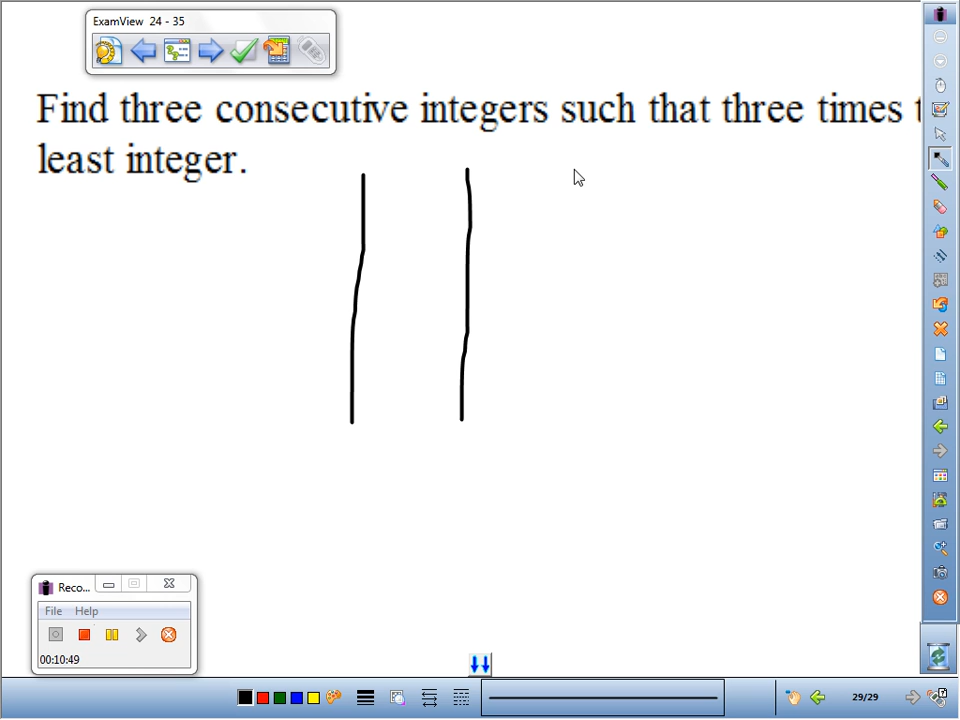 ExamView 24 - 35
Find three consecutive integers such that three times
least integer.
Reco...
File Help
00:10:49
29/29